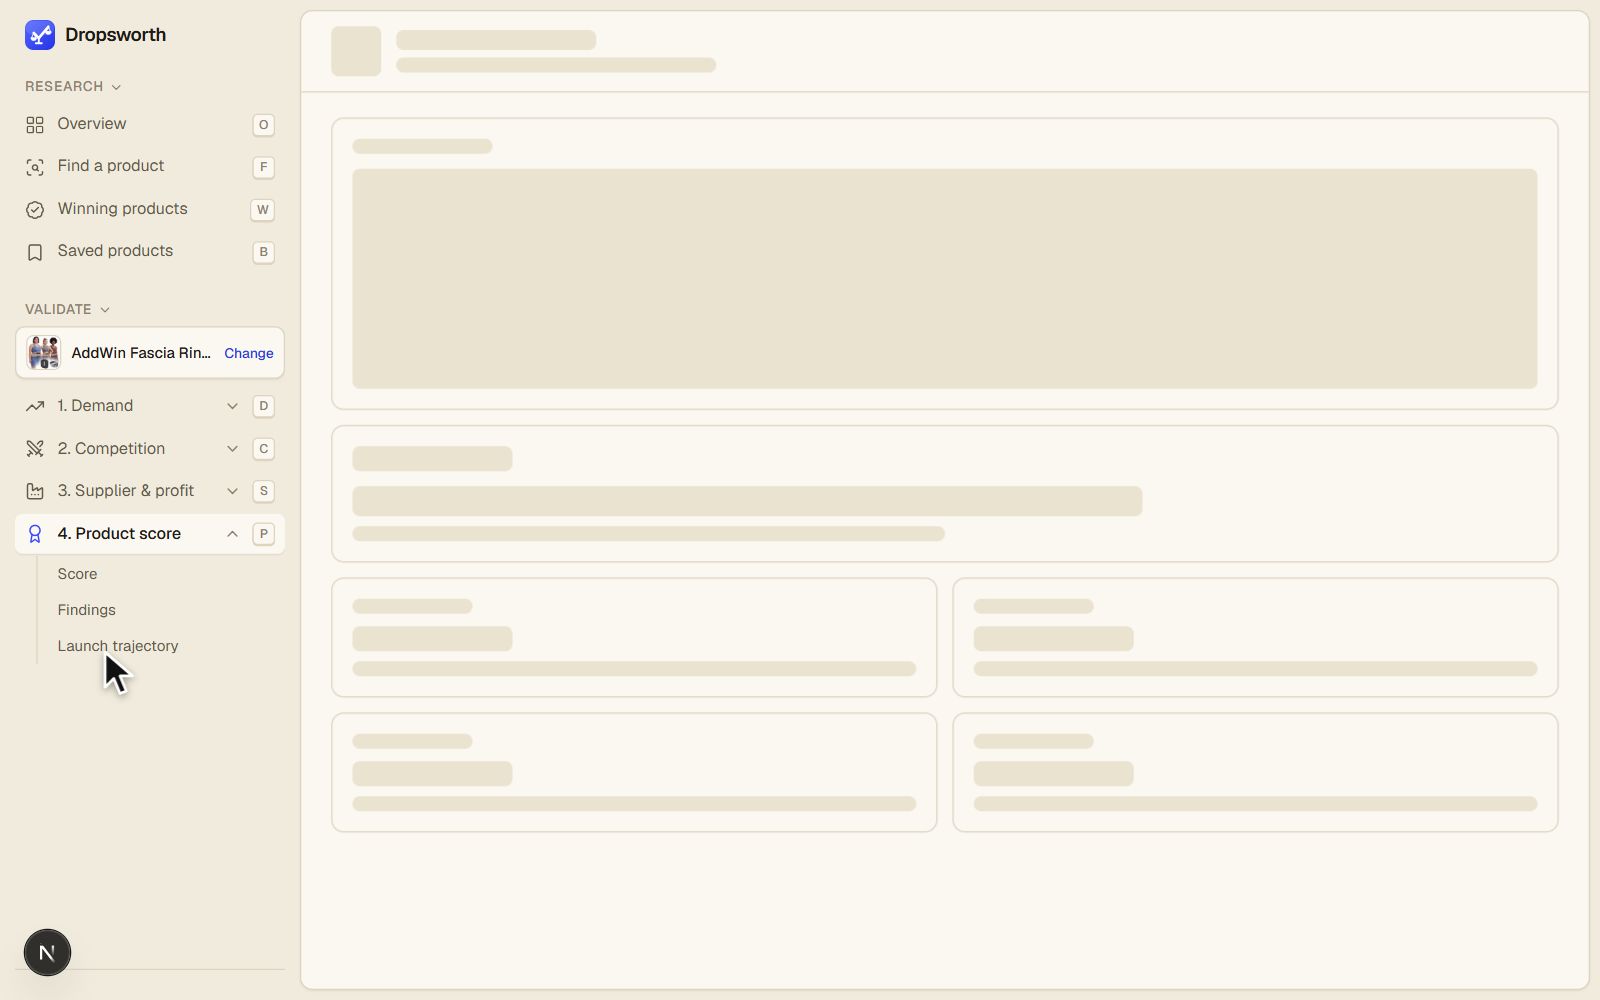 Dropsworth
RESEARCH
Overview O
Find a product F
Winning products W
Saved products B
VALIDATE
AddWin Fascia Rin... Change
1. Demand D
2. Competition C
3. Supplier & profit S
4. Product score P
Score
Findings
Launch trajectory
N